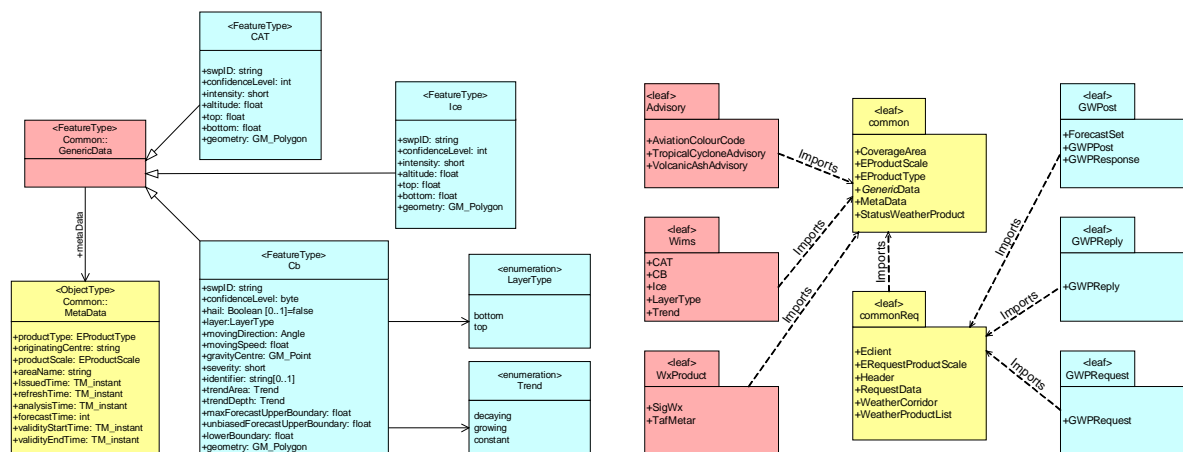 <FeatureType>
CAT
+swpID: string
+confidenceLevel: int
+intensity: short
+altitude: float
+top: float
+bottom: float
+geometry: GM_Polygon
<FeatureType>
Ice
+swpID: string
+confidenceLevel: int
+intensity: short
+altitude: float
+top: float
+bottom: float
+geometry: GM_Polygon
<FeatureType>
Common::
GenericData
+metaData
<ObjectType>
Common::
MetaData
+productType: EProductType
+originatingCentre: string
+productScale: EProductScale
+areaName: string
+IssuedTime: TM_instant
+refreshTime: TM_instant
+analysisTime: TM_instant
+forecastTime: int
+validityStartTime: TM_instant
+validityEndTime: TM_instant
<FeatureType>
Cb
+swpID: string
+confidenceLevel: byte
+hail: Boolean [0..1]=false
+layer:LayerType
+movingDirection: Angle
+movingSpeed: float
+gravityCentre: GM_Point
+severity: short
+identifier: string[0..1]
+trendArea: Trend
+trendDepth: Trend
+maxForecastUpperBoundary: float
+unbiasedForecastUpperBoundary: float
+lowerBoundary: float
+geometry: GM_Polygon
<enumeration>
LayerType
bottom
top
<enumeration>
Trend
decaying
growing
constant
<leaf>
Advisory
+AviationColourCode
+TropicalCycloneAdvisory
+VolcanicAshAdvisory
Imports
<leaf>
Wims
+CAT
+CB
+Ice
+LayerType
+Trend
Imports
<leaf>
WxProduct
+SigWx
+TafMetar
Imports
<leaf>
common
+CoverageArea
+EProductScale
+EProductType
+GenericData
+MetaData
+StatusWeatherProduct
Imports
<leaf>
commonReq
+Edient
+ERequestProductScale
+Header
+RequestData
+WeatherCorridor
+WeatherProductList
<leaf>
GWPost
+ForecastSet
+GWPPost
+GWPResponse
Imports
<leaf>
GWPReply
+GWPReply
Imports
<leaf>
GWPRequest
+GWPRequest
Imports